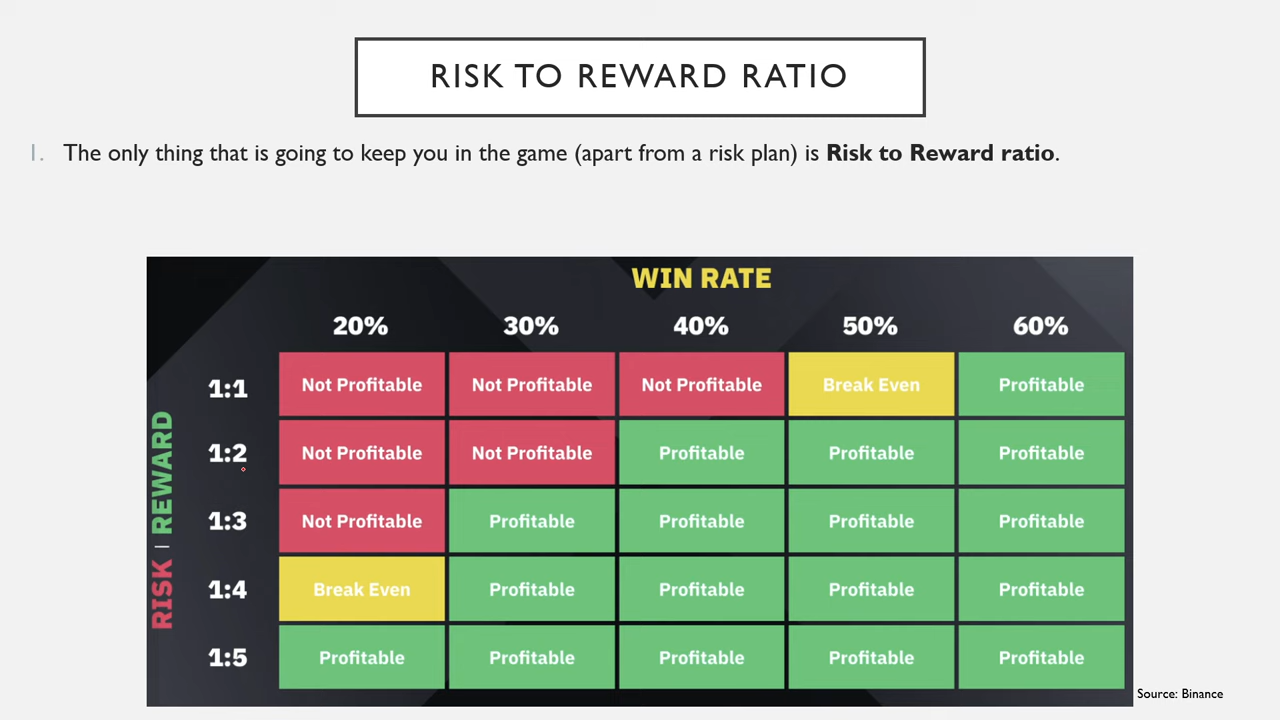 RISK TO REWARD RATIO
1. The only thing that is going to keep you in the game (apart from a risk plan) is Risk to Reward ratio.
WIN RATE
20% 30% 40% 50% 60%
RISK | REWARD
1:1 Not Profitable Not Profitable Not Profitable Break Even Profitable
1:2 Not Profitable Not Profitable Profitable Profitable Profitable
1:3 Not Profitable Profitable Profitable Profitable Profitable
1:4 Break Even Profitable Profitable Profitable Profitable
1:5 Profitable Profitable Profitable Profitable Profitable
Source: Binance